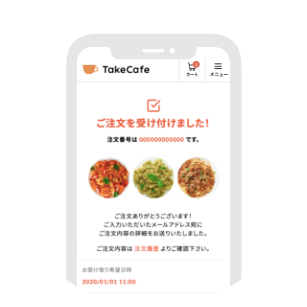 TakeCafe
1
カート
メニュー
ご注文を受け付けました!
注文番号は 000000000000 です。
ご注文ありがとうございます!
ご入力いただいたメールアドレス宛に
ご注文内容の詳細をお送りいたしました。
ご注文内容は 注文履歴 よりご確認下さい。
お受け取り希望日時
2020/01/01 11:00